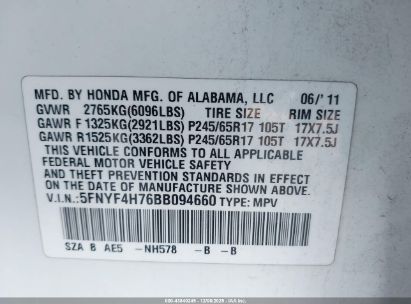 MFD. BY HONDA MFG. OF ALABAMA, LLC 06/'11
GVWR 2765KG(6096LBS) TIRE SIZE RIM SIZE
GAWR F 1325KG(2921LBS) P245/65R17 105T 17X7.5J
GAWR R1525KG(3362LBS) P245/65R17 105T 17X7.5J
THIS VEHICLE CONFORMS TO ALL APPLICABLE
FEDERAL MOTOR VEHICLE SAFETY
AND THEFT PREVENTION STANDARDS IN EFFECT ON
THE DATE OF MANUFACTURE SHOWN ABOVE.
V.I.N.:5FNYF4H76BB094660 TYPE: MPV
SZA B AE5 -NH578 -B -B